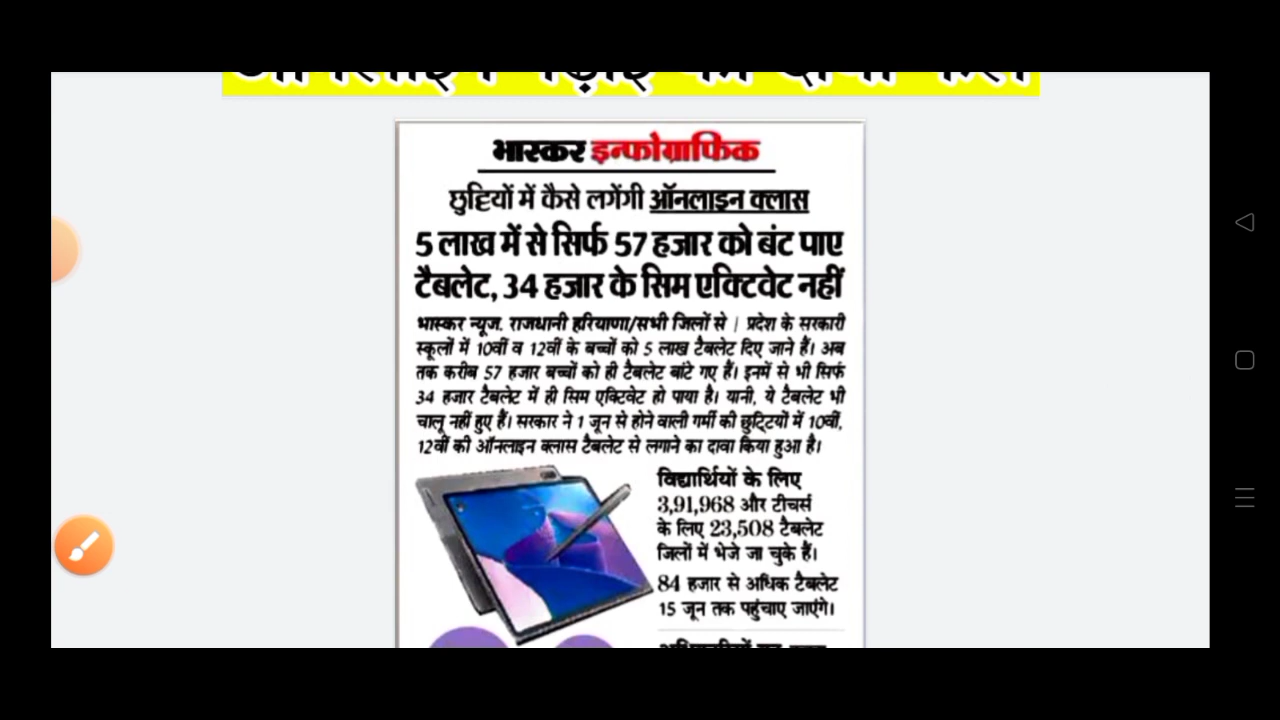 भास्कर इन्फोग्राफिक
छुट्टियों में कैसे लगेंगी ऑनलाइन क्लास
5 लाख में से सिर्फ 57 हजार को बंट पाए
टैबलेट, 34 हजार के सिम एक्टिवेट नहीं
भास्कर न्यूज. राजधानी हरियाणा/सभी जिलों से | प्रदेश के सरकारी
स्कूलों में 10वीं व 12वीं के बच्चों को 5 लाख टैबलेट दिए जाने हैं। अब
तक करीब 57 हजार बच्चों को ही टैबलेट बांटे गए हैं। इनमें से भी सिर्फ
34 हजार टैबलेट में ही सिम एक्टिवेट हो पाया है। यानी, ये टैबलेट भी
चालू नहीं हुए हैं। सरकार ने 1 जून से होने वाली गर्मी की छुट्टियों में 10वीं,
12वीं की ऑनलाइन क्लास टैबलेट से लगाने का दावा किया हुआ है।
विद्यार्थियों के लिए
3,91,968 और टीचर्स
के लिए 23,508 टैबलेट
जिलों में भेजे जा चुके हैं।
84 हजार से अधिक टैबलेट
15 जून तक पहुंचाए जाएंगे।